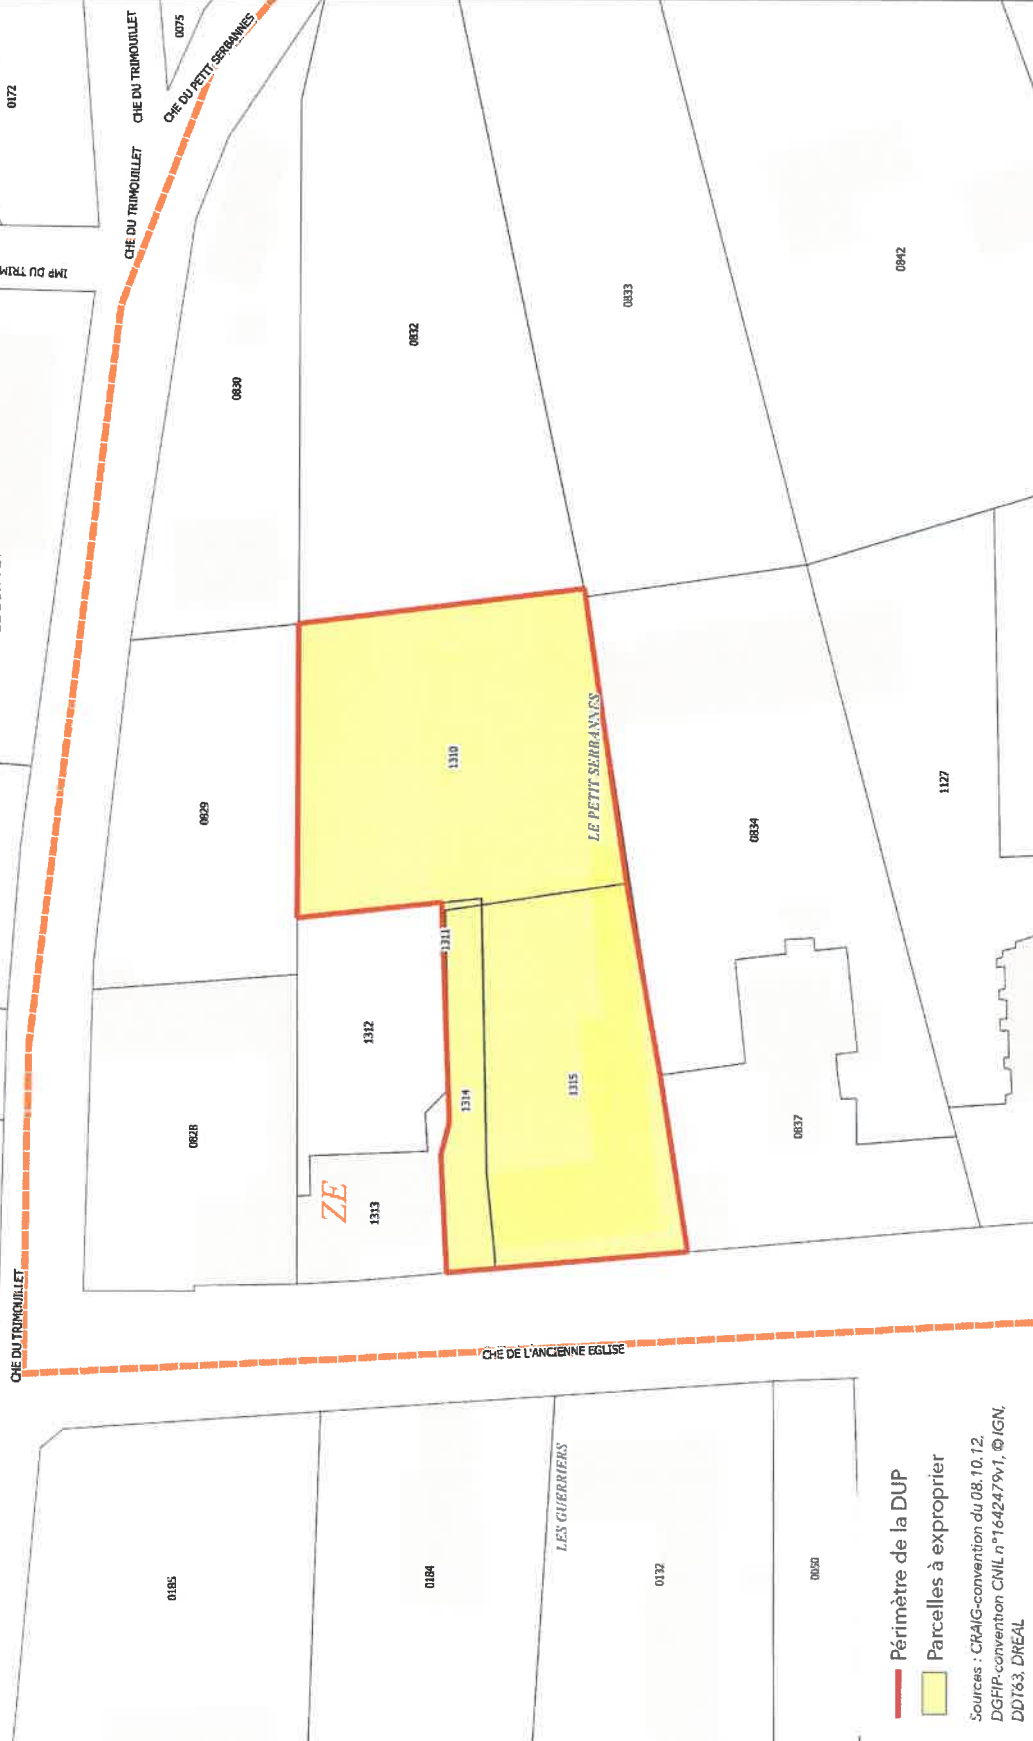 0172
CHE DU TRIMOUILLET
0075
CHE DU PETIT SERBANNES
CHE DU TRIMOUILLET
IMP DU TRIM
0830
0832
0833
0842
0829
1310
LE PETIT SERBANNES
0834
1127
1311
1312
1314
1315
0828
ZE
1313
0837
CHE DU TRIMOUILLET
CHE DE L'ANCIENNE EGLISE
LES GUERRIERS
0185
0184
0132
0050
Périmètre de la DUP
Parcelles à exproprier
Sources : CRAIG-convention du 08.10.12,
DGFIP-convention CNIL n°1642479v1, © IGN,
DDT63, DREAL